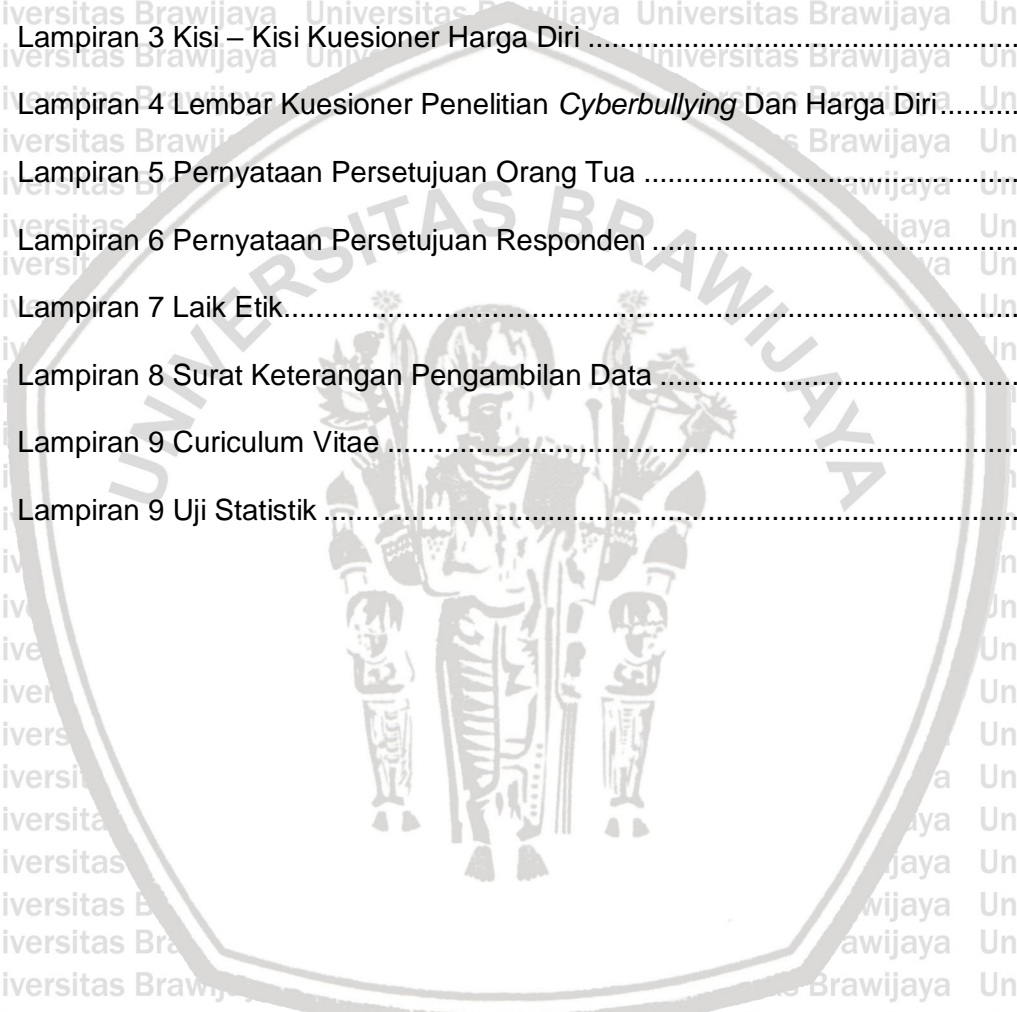 Lampiran 3 Kisi – Kisi Kuesioner Harga Diri ......................................................
Lampiran 4 Lembar Kuesioner Penelitian Cyberbullying Dan Harga Diri..........
Lampiran 5 Pernyataan Persetujuan Orang Tua ...............................................
Lampiran 6 Pernyataan Persetujuan Responden ..............................................
Lampiran 7 Laik Etik............................................................................................
Lampiran 8 Surat Keterangan Pengambilan Data .............................................
Lampiran 9 Curiculum Vitae ...............................................................................
Lampiran 9 Uji Statistik .......................................................................................
UNIVERSITAS BRAWIJAYA